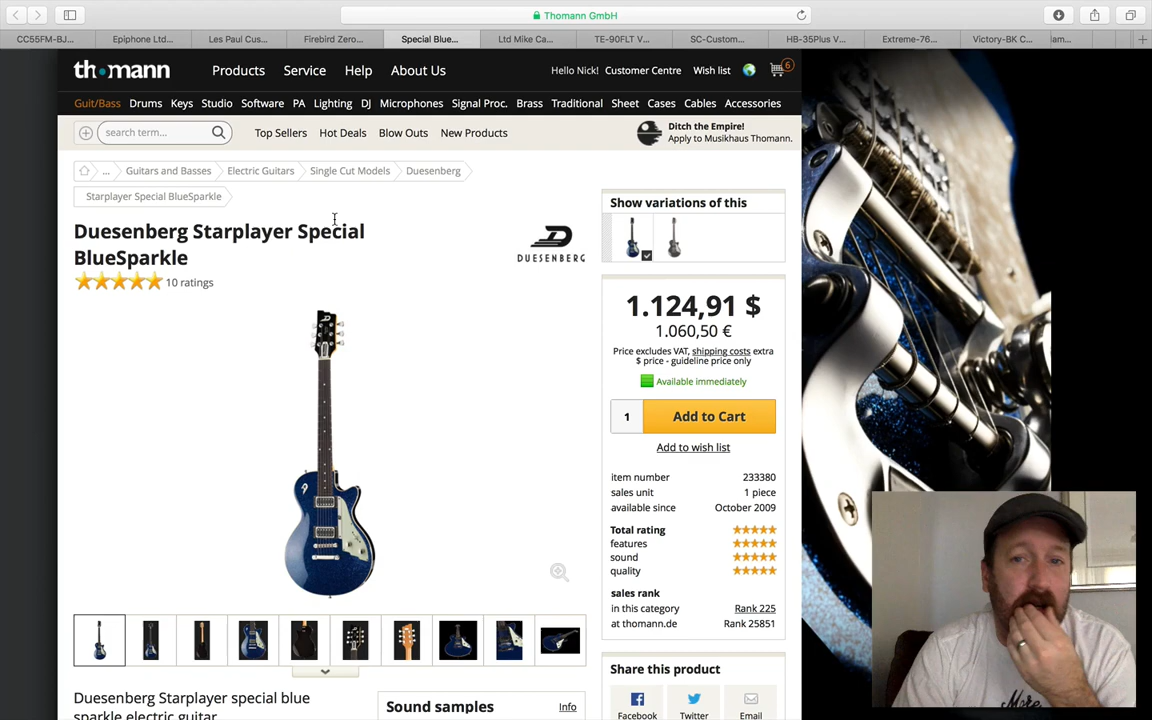 Thomann GmbH
CC55FM-BJ...
Epiphone Ltd...
Les Paul Cus...
Firebird Zero...
Special Blue...
Ltd Mike Ca...
TE-90FLT V...
SC-Custom...
HB-35Plus V...
Extreme-76...
Victory-BK C...
am...
th•mann
Products
Service
Help
About Us
Hello Nick!
Customer Centre
Wish list
6
Guit/Bass
Drums
Keys
Studio
Software
PA
Lighting
DJ
Microphones
Signal Proc.
Brass
Traditional
Sheet
Cases
Cables
Accessories
search term...
Top Sellers
Hot Deals
Blow Outs
New Products
Ditch the Empire!
Apply to Musikhaus Thomann.
...
Guitars and Basses
Electric Guitars
Single Cut Models
Duesenberg
Starplayer Special BlueSparkle
Duesenberg Starplayer Special
BlueSparkle
10 ratings
D
DUESENBERG
Show variations of this
1.124,91 $
1.060,50 €
Price excludes VAT, shipping costs extra
$ price - guideline price only
Available immediately
1
Add to Cart
Add to wish list
item number 233380
sales unit 1 piece
available since October 2009
Total rating
features
sound
quality
sales rank
in this category Rank 225
at thomann.de Rank 25851
Share this product
Facebook
Twitter
Email
Duesenberg Starplayer special blue
sparkle electric guitar
Sound samples
Info
More